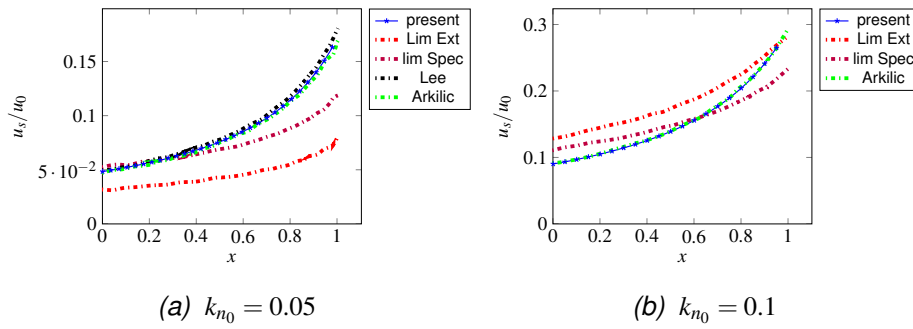 0.15
0.1
5 · 10⁻²
0
u_s/u_0
0 0.2 0.4 0.6 0.8 1
x
present
Lim Ext
lim Spec
Lee
Arkilic
(a) k_{n_0} = 0.05
0.3
0.2
0.1
0
u_s/u_0
0 0.2 0.4 0.6 0.8 1
x
present
Lim Ext
lim Spec
Arkilic
(b) k_{n_0} = 0.1